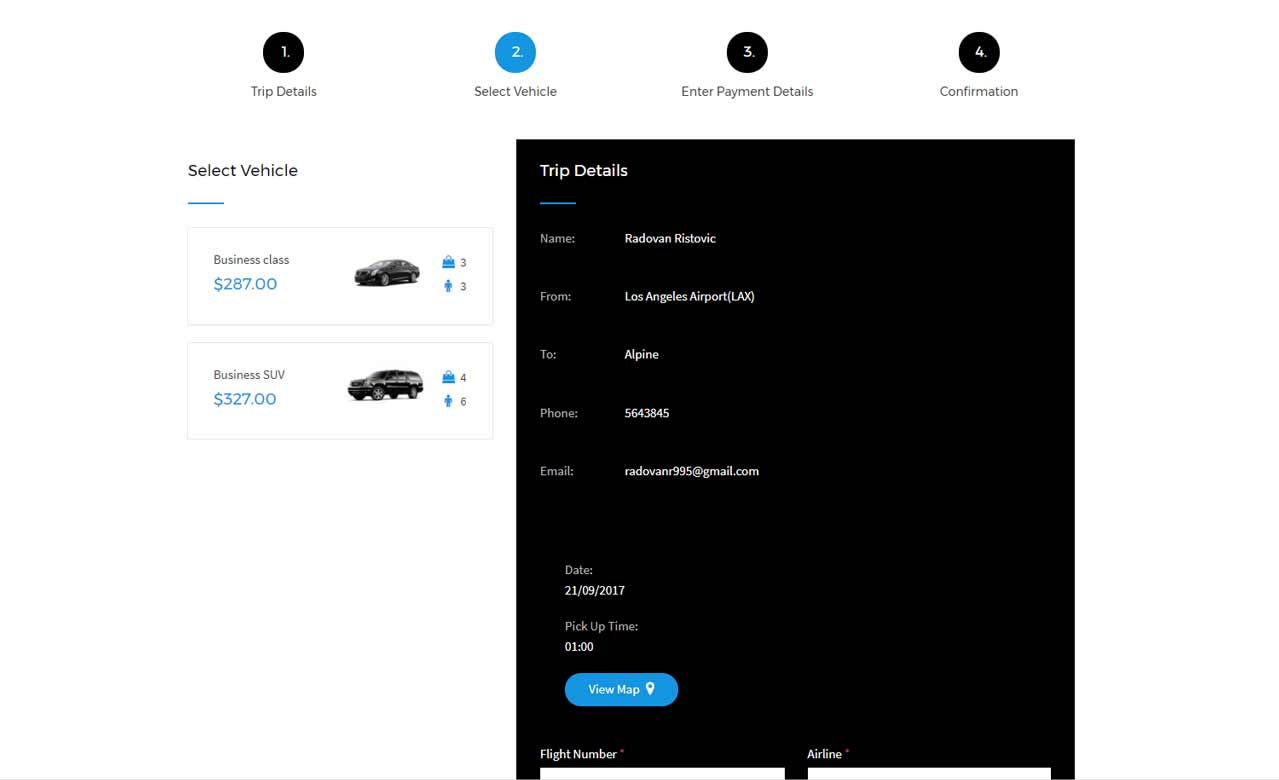 1.
2.
3.
4.
Trip Details
Select Vehicle
Enter Payment Details
Confirmation
Select Vehicle
Business class
$287.00
3
3
Business SUV
$327.00
4
6
Trip Details
Name: Radovan Ristovic
From: Los Angeles Airport(LAX)
To: Alpine
Phone: 5643845
Email: radovanr995@gmail.com
Date:
21/09/2017
Pick Up Time:
01:00
View Map
Flight Number *
Airline *